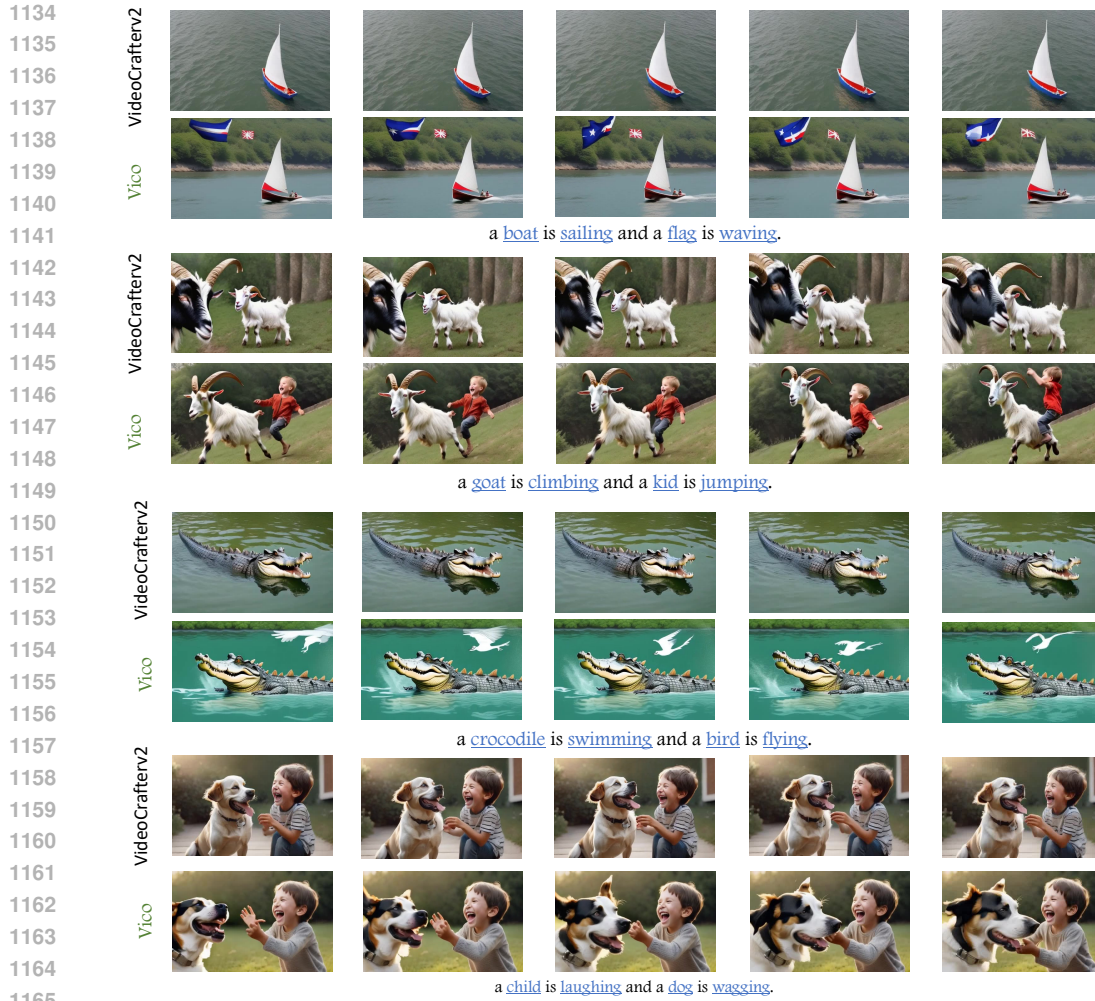 1134
1135
1136
1137
1138
1139
1140
1141
1142
1143
1144
1145
1146
1147
1148
1149
1150
1151
1152
1153
1154
1155
1156
1157
1158
1159
1160
1161
1162
1163
1164
1165
VideoCrafterv2
Vico
a boat is sailing and a flag is waving.
VideoCrafterv2
Vico
a goat is climbing and a kid is jumping.
VideoCrafterv2
Vico
a crocodile is swimming and a bird is flying.
VideoCrafterv2
Vico
a child is laughing and a dog is wagging.